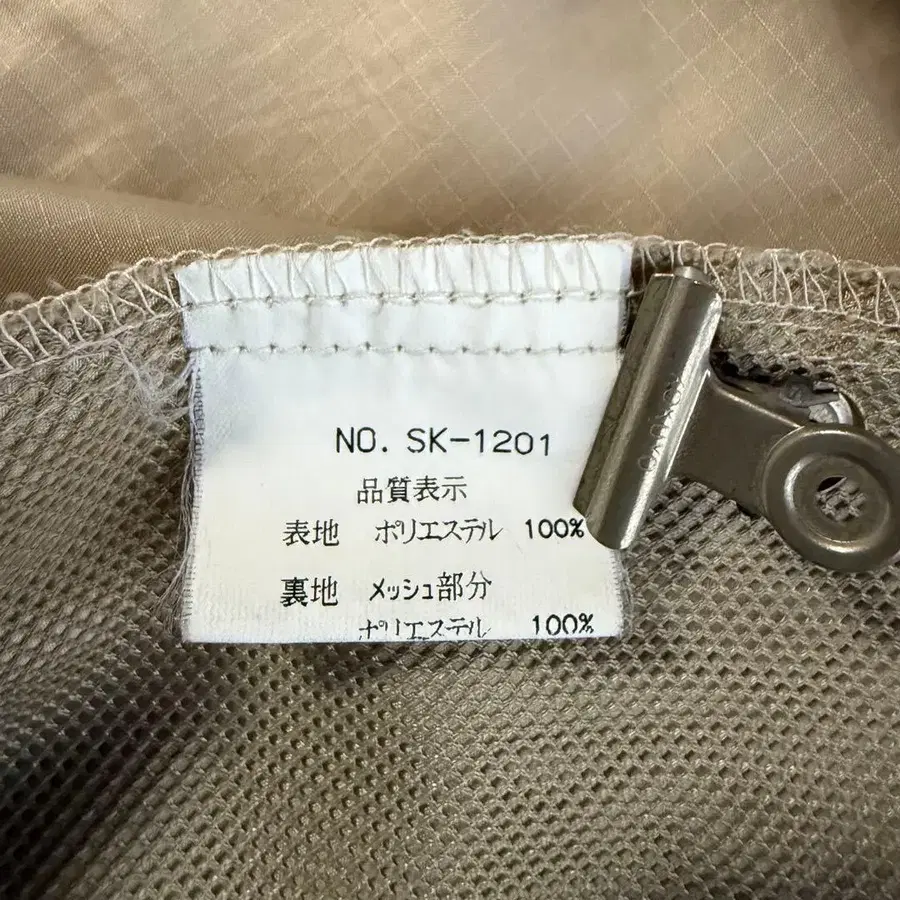 NO. SK-1201
品質表示
表地 ポリエステル 100%
裏地 メッシュ部分
ポリエステル 100%